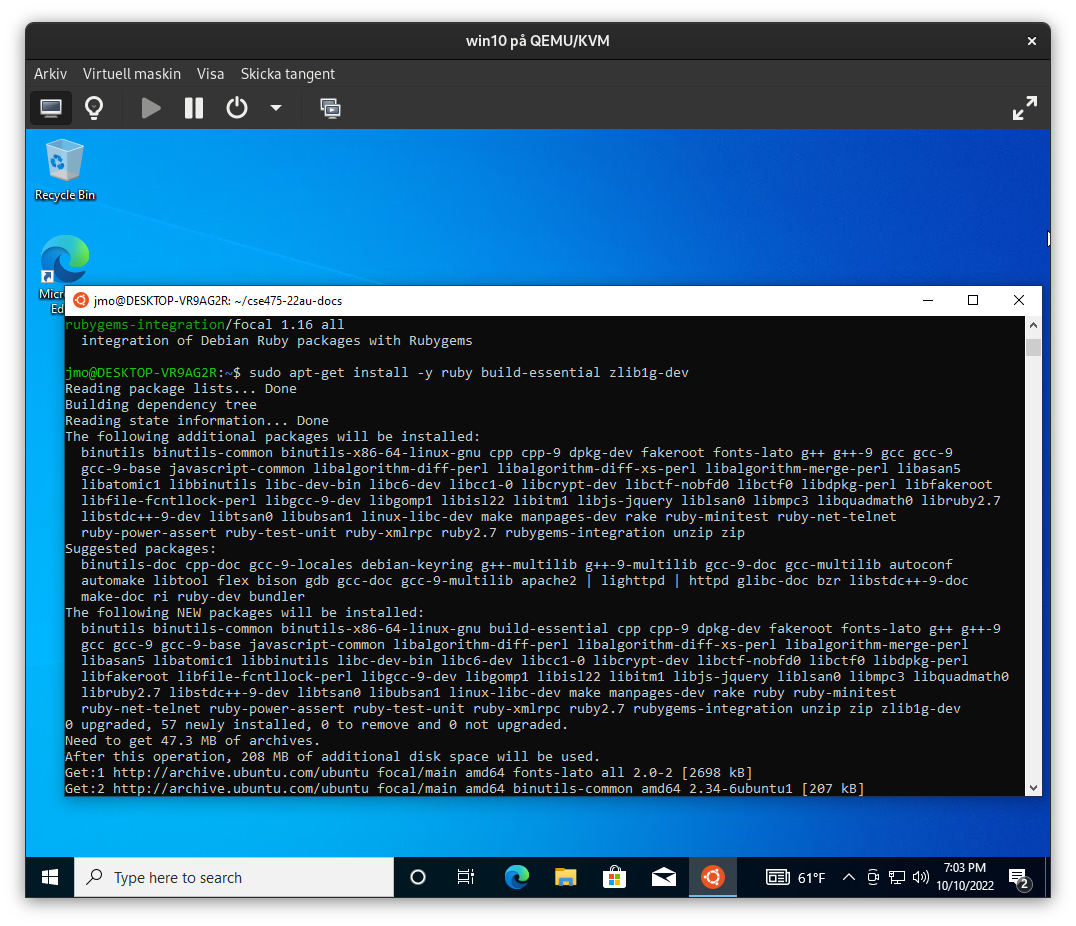 win10 på QEMU/KVM
Arkiv Virtuell maskin Visa Skicka tangent
Recycle Bin
jmo@DESKTOP-VR9AG2R: ~/cse475-22au-docs
rubygems-integration/focal 1.16 all
  integration of Debian Ruby packages with Rubygems
jmo@DESKTOP-VR9AG2R:~$ sudo apt-get install -y ruby build-essential zlib1g-dev
Reading package lists... Done
Building dependency tree
Reading state information... Done
The following additional packages will be installed:
  binutils binutils-common binutils-x86-64-linux-gnu cpp cpp-9 dpkg-dev fakeroot fonts-lato g++ g++-9 gcc gcc-9
  gcc-9-base javascript-common libalgorithm-diff-perl libalgorithm-diff-xs-perl libalgorithm-merge-perl libasan5
  libatomic1 libbinutils libc-dev-bin libc6-dev libcc1-0 libcrypt-dev libctf-nobfd0 libctf0 libdpkg-perl libfakeroot
  libfile-fcntllock-perl libgcc-9-dev libgomp1 libisl22 libitm1 libjs-jquery liblsan0 libmpc3 libquadmath0 libruby2.7
  libstdc++-9-dev libtsan0 libubsan1 linux-libc-dev make manpages-dev rake ruby-minitest ruby-net-telnet
  ruby-power-assert ruby-test-unit ruby-xmlrpc ruby2.7 rubygems-integration unzip zip
Suggested packages:
  binutils-doc cpp-doc gcc-9-locales debian-keyring g++-multilib g++-9-multilib gcc-9-doc gcc-multilib autoconf
  automake libtool flex bison gdb gcc-doc gcc-9-multilib apache2 | lighttpd | httpd glibc-doc bzr libstdc++-9-doc
  make-doc ri ruby-dev bundler
The following NEW packages will be installed:
  binutils binutils-common binutils-x86-64-linux-gnu build-essential cpp cpp-9 dpkg-dev fakeroot fonts-lato g++ g++-9
  gcc gcc-9 gcc-9-base javascript-common libalgorithm-diff-perl libalgorithm-diff-xs-perl libalgorithm-merge-perl
  libasan5 libatomic1 libbinutils libc-dev-bin libc6-dev libcc1-0 libcrypt-dev libctf-nobfd0 libctf0 libdpkg-perl
  libfakeroot libfile-fcntllock-perl libgcc-9-dev libgomp1 libisl22 libitm1 libjs-jquery liblsan0 libmpc3 libquadmath0
  libruby2.7 libstdc++-9-dev libtsan0 libubsan1 linux-libc-dev make manpages-dev rake ruby ruby-minitest
  ruby-net-telnet ruby-power-assert ruby-test-unit ruby-xmlrpc ruby2.7 rubygems-integration unzip zip zlib1g-dev
0 upgraded, 57 newly installed, 0 to remove and 0 not upgraded.
Need to get 47.3 MB of archives.
After this operation, 208 MB of additional disk space will be used.
Get:1 http://archive.ubuntu.com/ubuntu focal/main amd64 fonts-lato all 2.0-2 [2698 kB]
Get:2 http://archive.ubuntu.com/ubuntu focal/main amd64 binutils-common amd64 2.34-6ubuntu1 [207 kB]
Type here to search
61°F
7:03 PM
10/10/2022
2